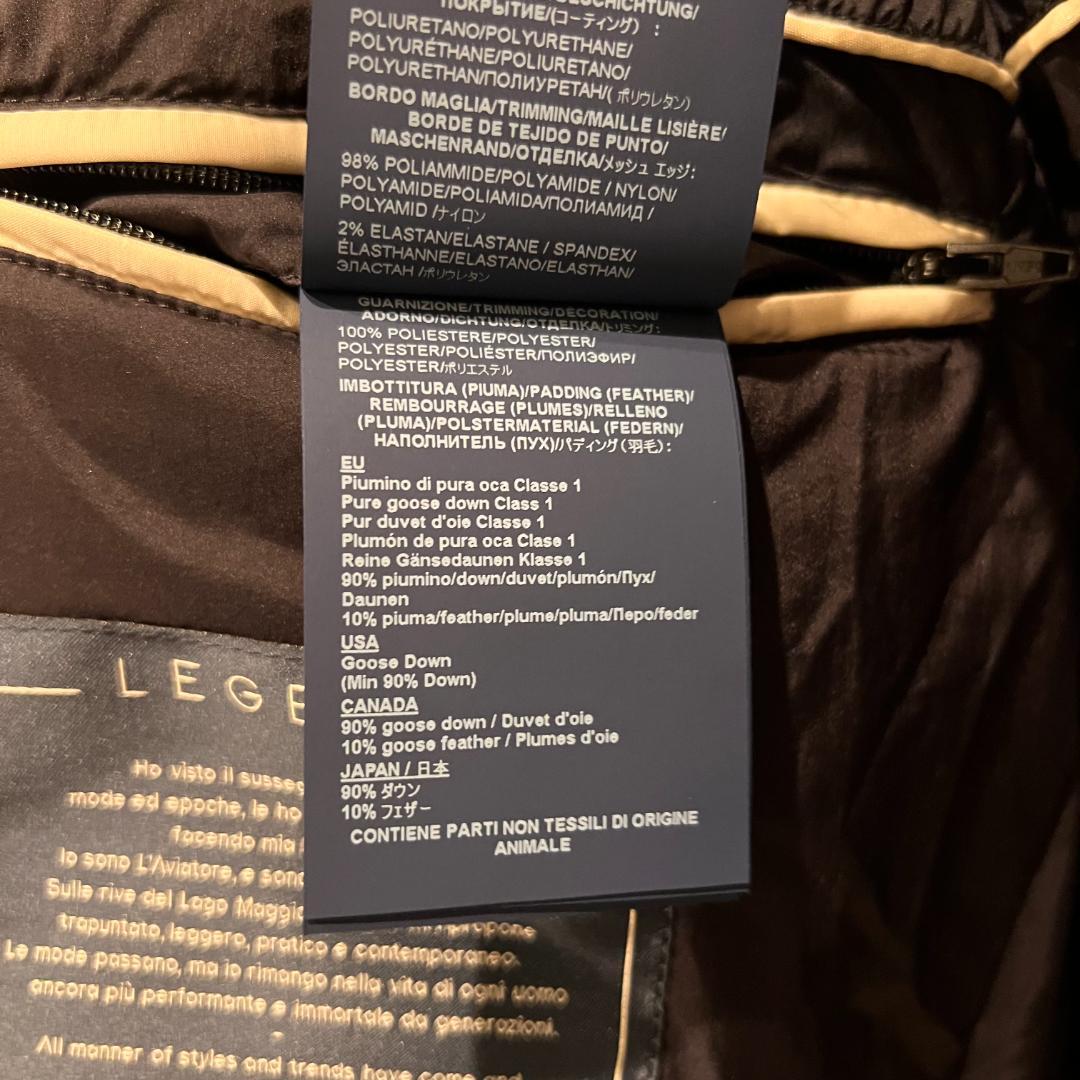 ПОКРЫТИЕ/(コーティング) :
POLIURETANO/POLYURETHANE/
POLYURÉTHANE/POLIURETANO/
POLYURETHAN/ПОЛИУРЕТАН/( ポリウレタン)
BORDO MAGLIA/TRIMMING/MAILLE LISIÈRE/
BORDE DE TEJIDO DE PUNTO/
MASCHENRAND/ОТДЕЛКА/メッシュ エッジ:
98% POLIAMMIDE/POLYAMIDE / NYLON/
POLYAMIDE/POLIAMIDA/ПОЛИАМИД /
POLYAMID /ナイロン
2% ELASTAN/ELASTANE / SPANDEX/
ÉLASTHANNE/ELASTANO/ELASTHAN/
ЭЛАСТАН /ポリウレタン
GUARNIZIONE/TRIMMING/DÉCORATION/
ADORNO/DICHTUNG/ОТДЕЛКА/トリミング:
100% POLIESTERE/POLYESTER/
POLYESTER/POLIÉSTER/ПОЛИЭФИР/
POLYESTER/ポリエステル
IMBOTTITURA (PIUMA)/PADDING (FEATHER)/
REMBOURRAGE (PLUMES)/RELLENO
(PLUMA)/POLSTERMATERIAL (FEDERN)/
НАПОЛНИТЕЛЬ (ПУХ)/パディング(羽毛):
EU
Piumino di pura oca Classe 1
Pure goose down Class 1
Pur duvet d'oie Classe 1
Plumón de pura oca Clase 1
Reine Gänsedaunen Klasse 1
90% piumino/down/duvet/plumón/Пух/
Daunen
10% piuma/feather/plume/pluma/Перо/feder
USA
Goose Down
(Min 90% Down)
CANADA
90% goose down / Duvet d'oie
10% goose feather / Plumes d'oie
JAPAN / 日本
90% ダウン
10% フェザー
CONTIENE PARTI NON TESSILI DI ORIGINE
ANIMALE
LEGE
Ho visto il susseg
mode ed epoche, le ho
facendo mia
Io sono L'Aviatore, e sono
Sulle rive del Lago Maggio
propone
trapuntato, leggero, pratico e contemporaneo.
Le mode passano, ma io rimango nella vita di ogni uomo
ancora più performante e immortale da generazioni.
-
All manner of styles and trends have come and